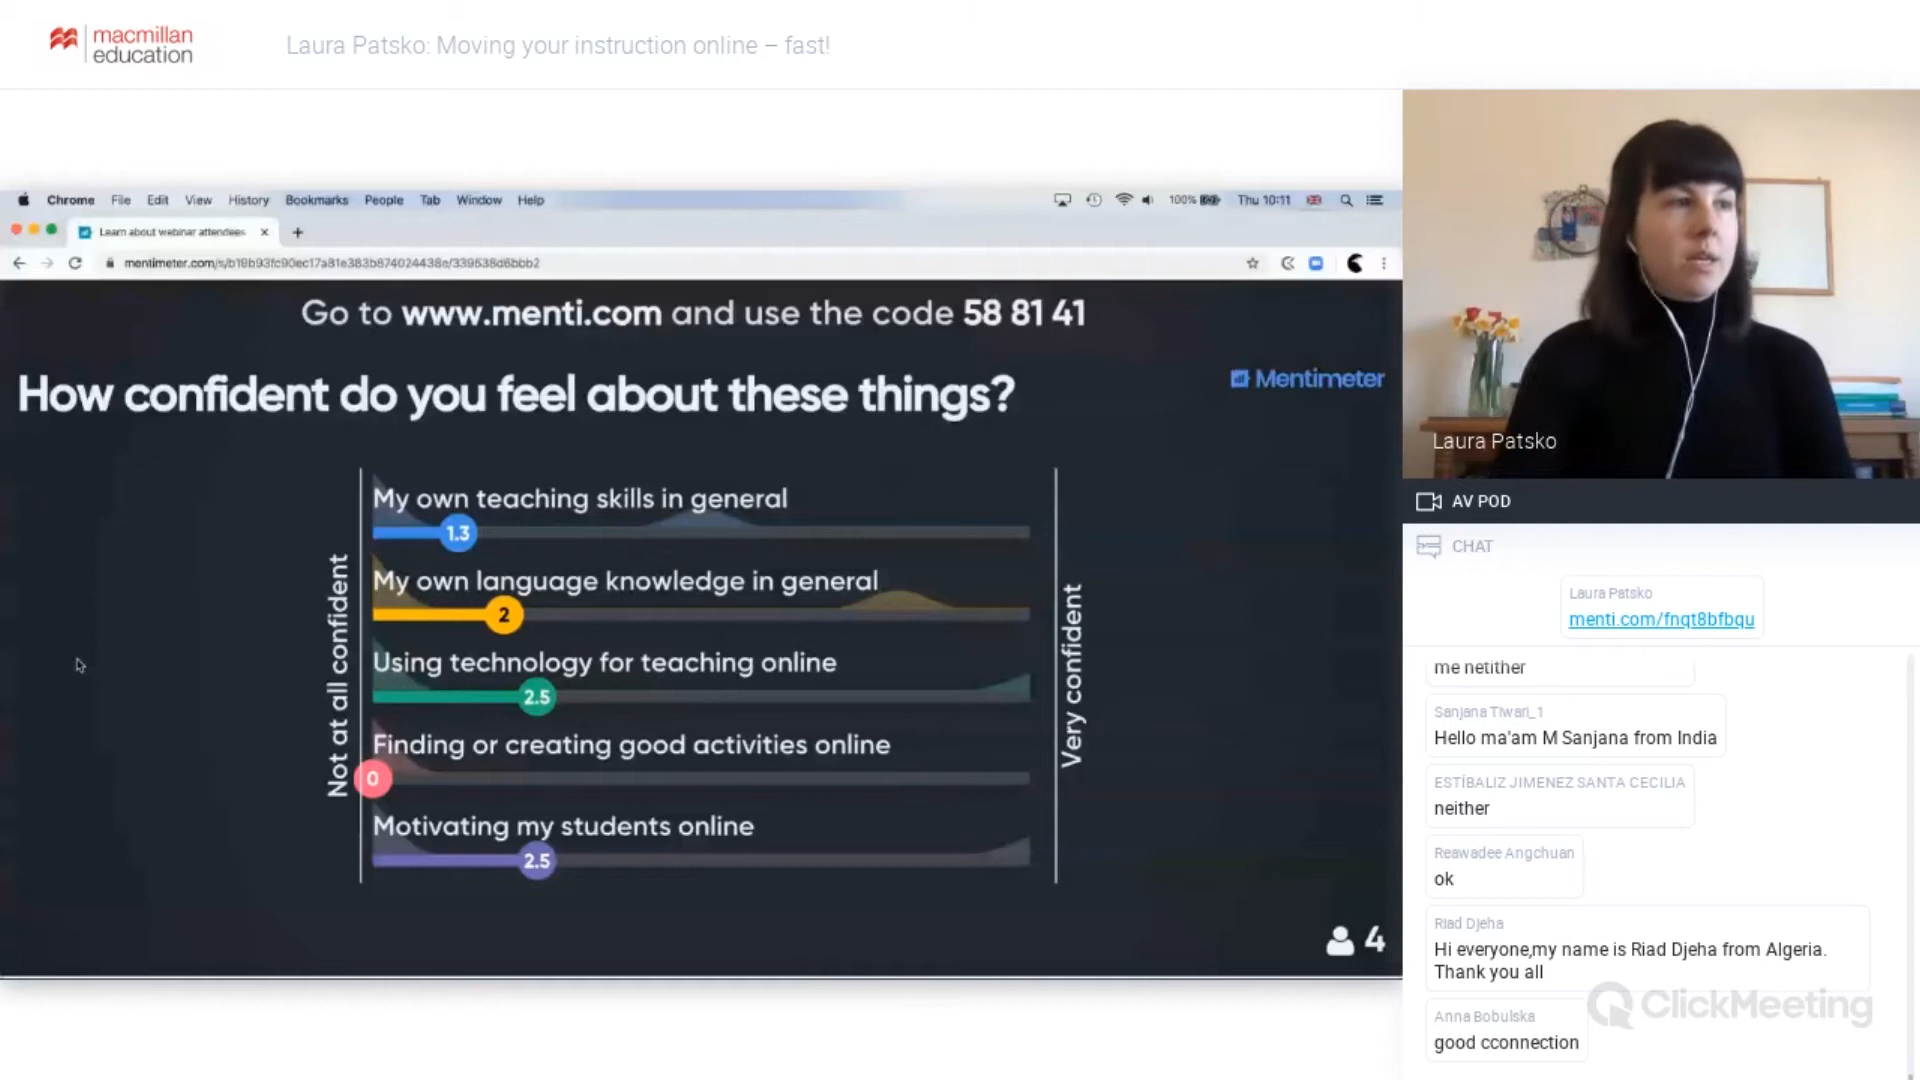 macmillan
education
Laura Patsko: Moving your instruction online – fast!
Chrome File Edit View History Bookmarks People Tab Window Help
100% Thu 10:11
Learn about webinar attendees
Go to www.menti.com and use the code 58 81 41
How confident do you feel about these things?
Mentimeter
Not at all confident
Very confident
My own teaching skills in general
1.3
My own language knowledge in general
2
Using technology for teaching online
2.5
Finding or creating good activities online
0
Motivating my students online
2.5
4
Laura Patsko
AV POD
CHAT
Laura Patsko
menti.com/fnqt8bfbqu
me netither
Sanjana Tiwari_1
Hello ma'am M Sanjana from India
ESTÍBALIZ JIMENEZ SANTA CECILIA
neither
Reawadee Angchuan
ok
Riad Djeha
Hi everyone,my name is Riad Djeha from Algeria.
Thank you all
ClickMeeting
Anna Bobulska
good cconnection